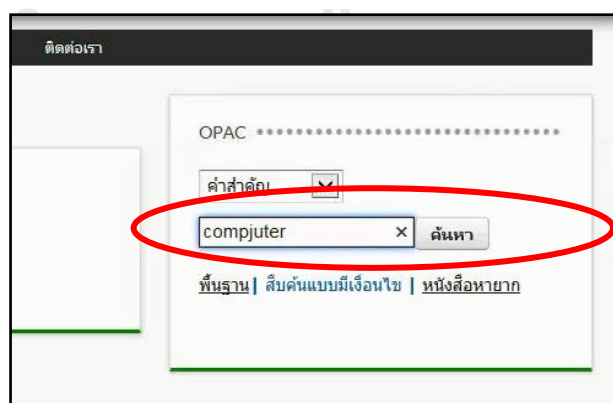 ติดต่อเรา
OPAC
คำสำคัญ
compjuter × ค้นหา
พื้นฐาน | สืบค้นแบบมีเงื่อนไข | หนังสือหายาก